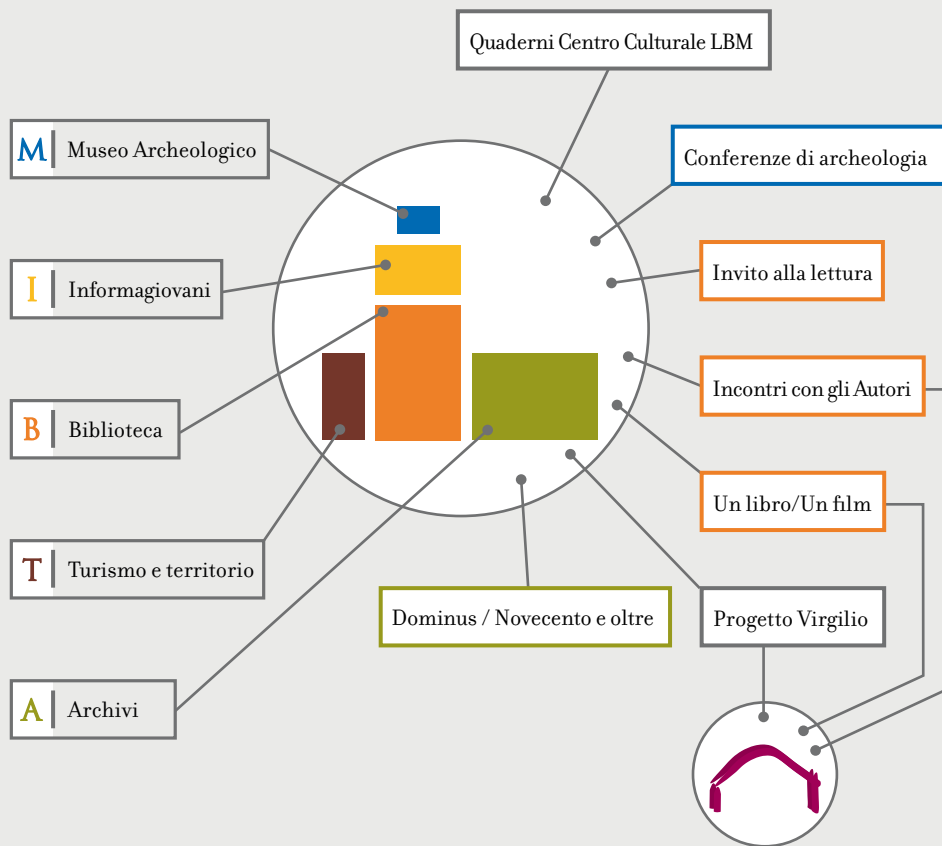 Quaderni Centro Culturale LBM
M Museo Archeologico
Conferenze di archeologia
I Informagiovani
Invito alla lettura
Incontri con gli Autori
B Biblioteca
Un libro/Un film
T Turismo e territorio
Dominus / Novecento e oltre
Progetto Virgilio
A Archivi